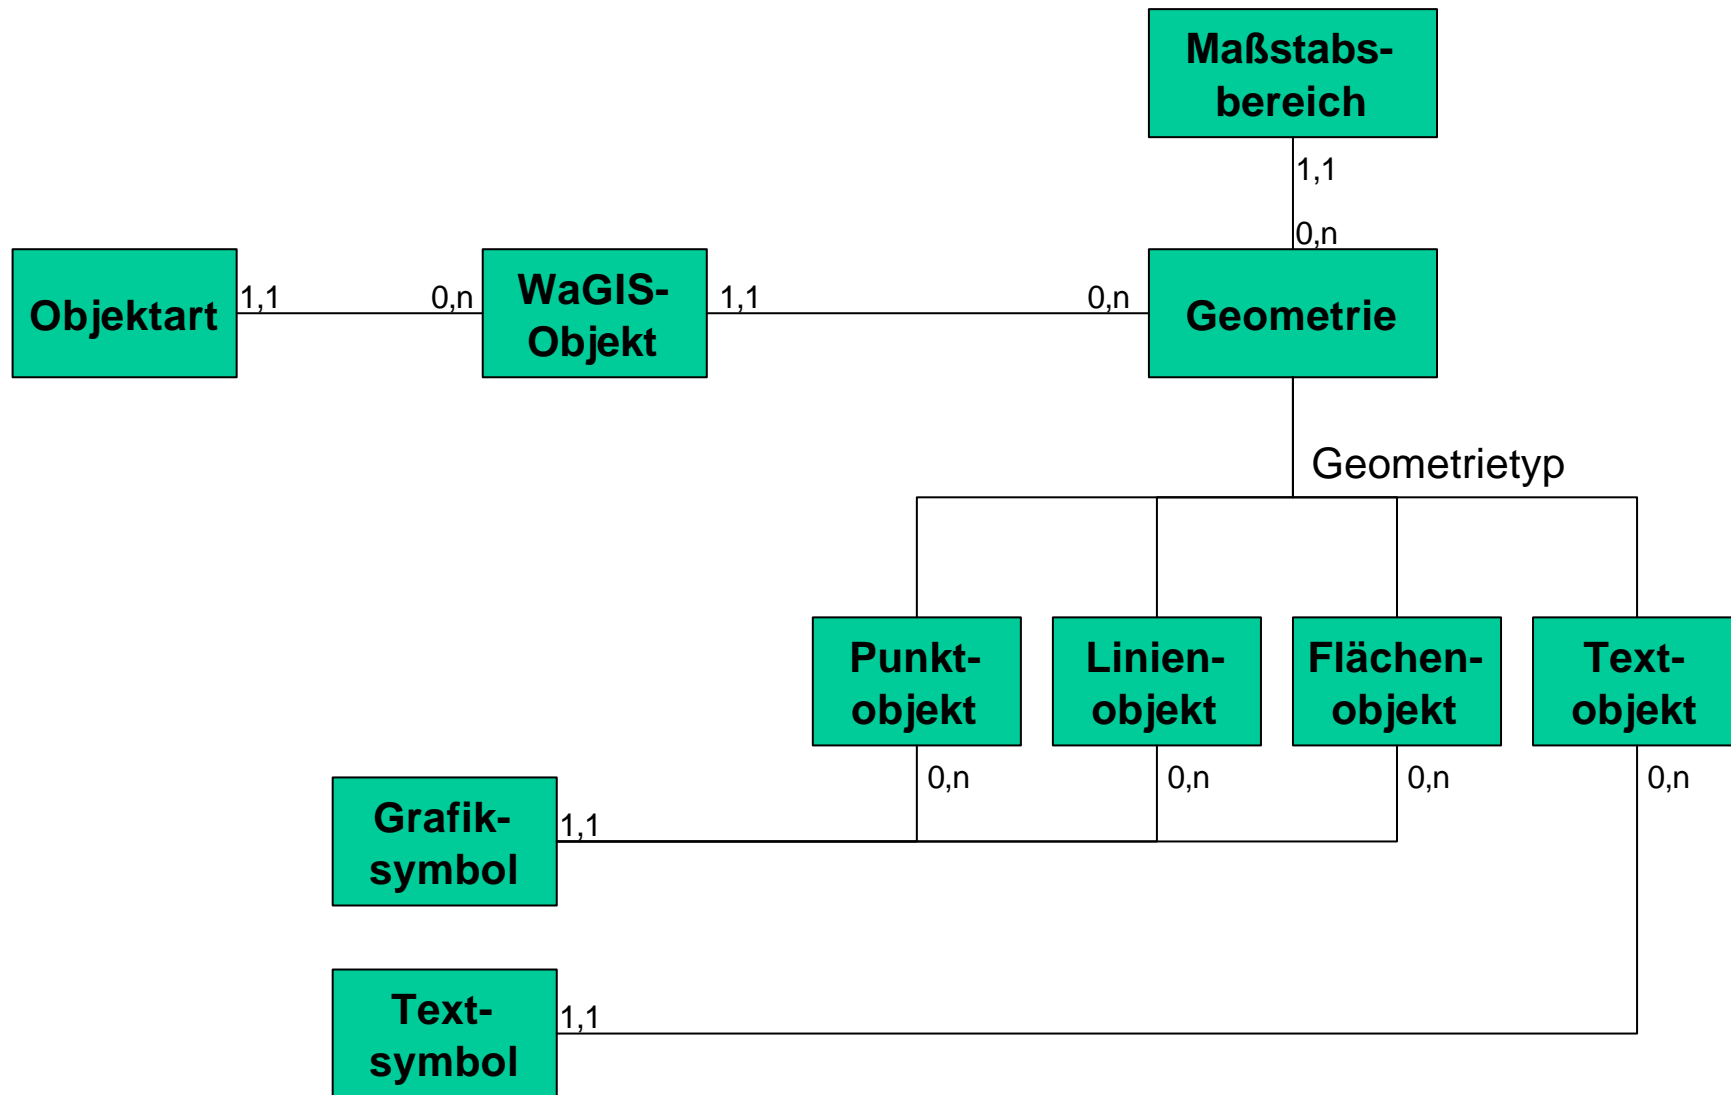 Maßstabs-
bereich
1,1
0,n
Objektart
1,1
0,n
WaGIS-
Objekt
1,1
0,n
Geometrie
Geometrietyp
Punkt-
objekt
Linien-
objekt
Flächen-
objekt
Text-
objekt
0,n
0,n
0,n
0,n
Grafik-
symbol
1,1
Text-
symbol
1,1